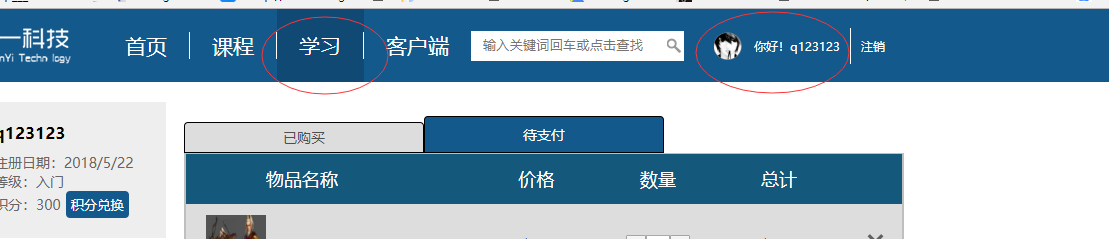 一科技
nYi Techn logy
首页
课程
学习
客户端
输入关键词回车或点击查找
你好！q123123
注销
q123123
注册日期：2018/5/22
等级：入门
积分：300 积分兑换
已购买
待支付
物品名称 价格 数量 总计